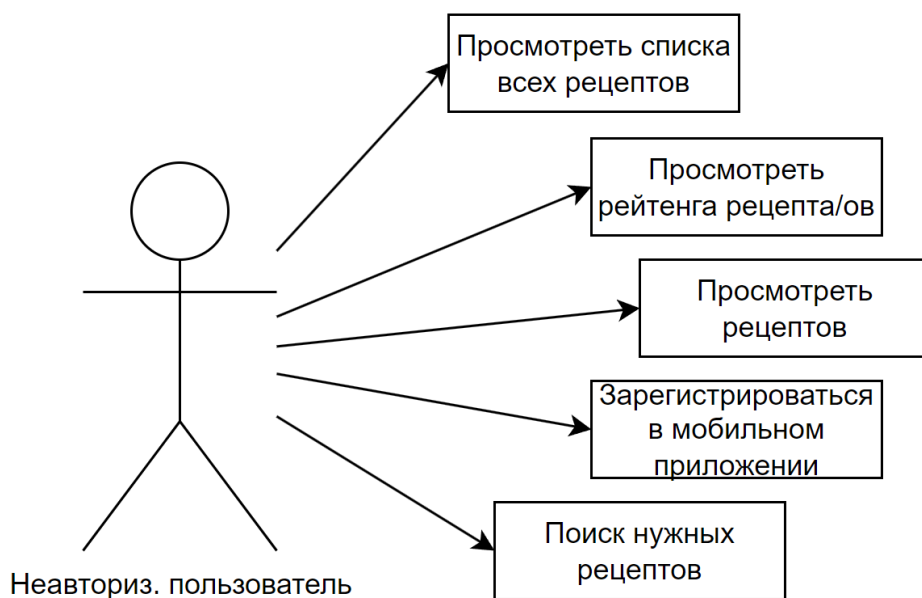 Просмотреть списка
всех рецептов
Просмотреть
рейтенга рецепта/ов
Просмотреть
рецептов
Зарегистрироваться
в мобильном
приложении
Поиск нужных
рецептов
Неавториз. пользователь